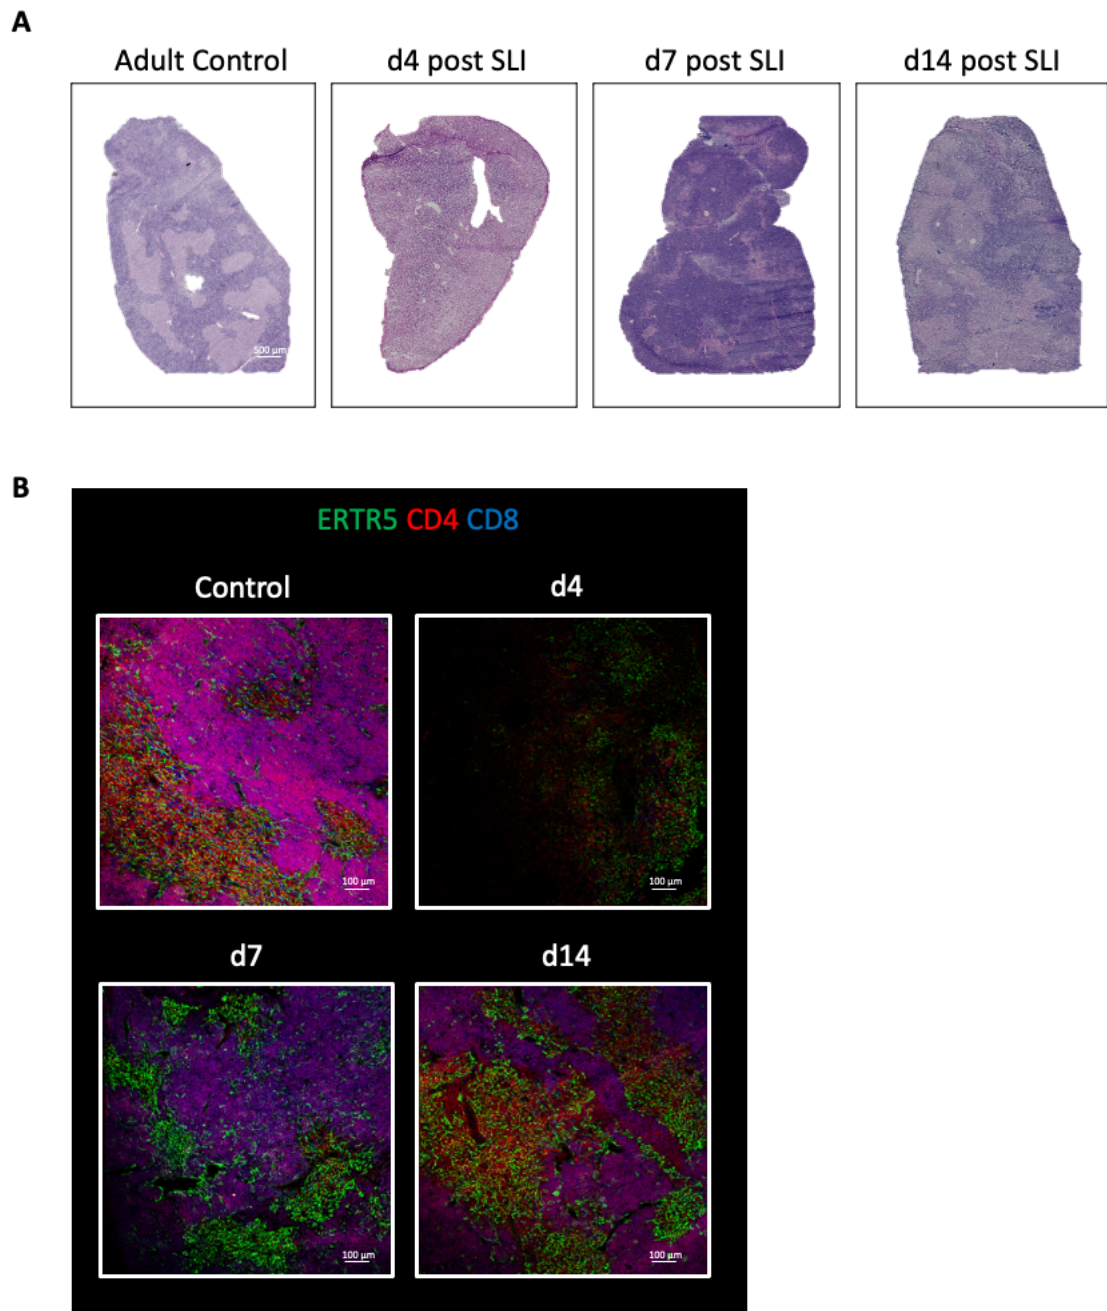 A
Adult Control
d4 post SLI
d7 post SLI
d14 post SLI
500 µm
B
ERTR5 CD4 CD8
Control
d4
100 µm
100 µm
d7
d14
100 µm
100 µm